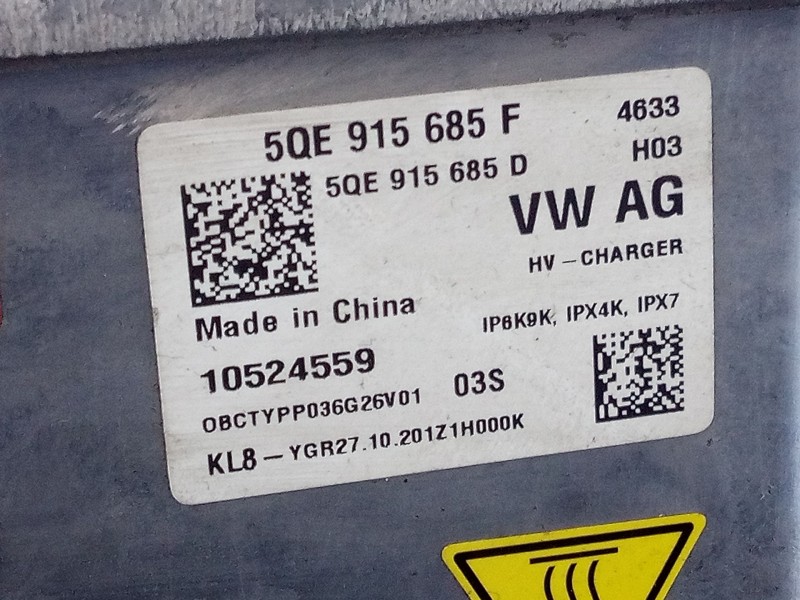 5QE 915 685 F
4633
5QE 915 685 D
H03
VW AG
HV - CHARGER
Made in China
IP6K9K, IPX4K, IPX7
10524559
03S
OBCTYPP036G26V01
KL8 - YGR27.10.201Z1H000K